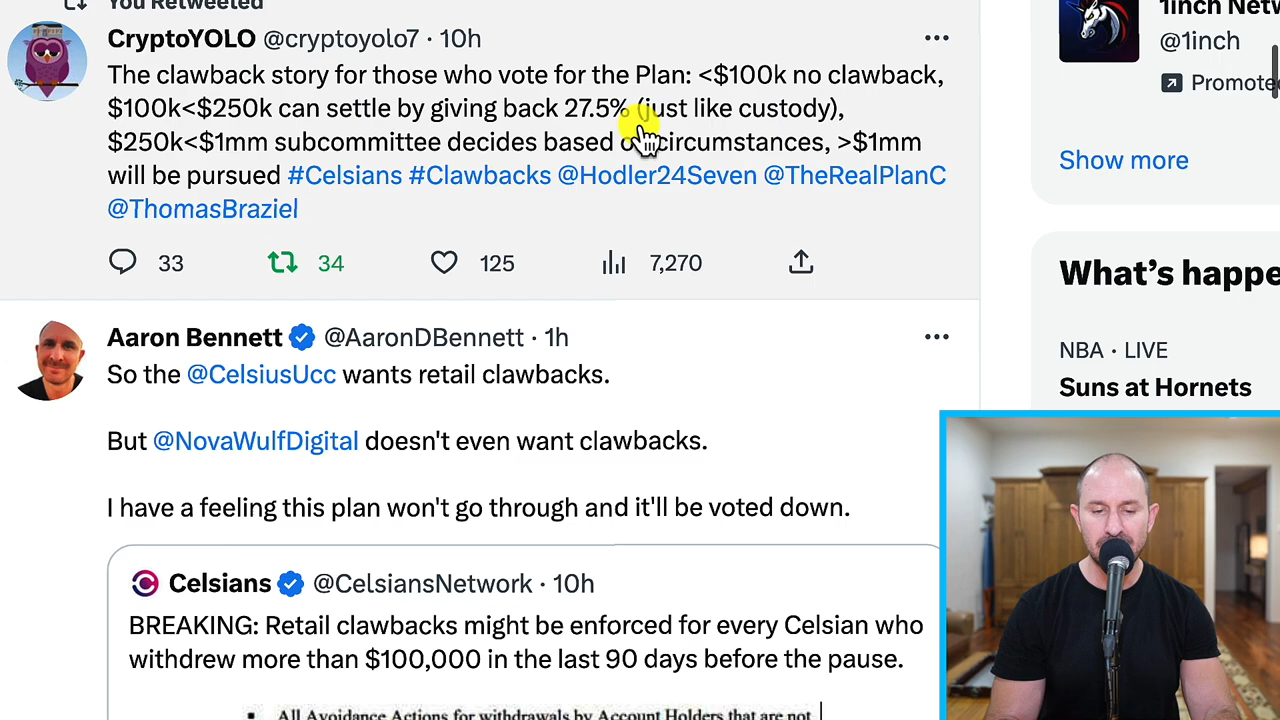 You Retweeted
CryptoYOLO @cryptoyolo7 · 10h
The clawback story for those who vote for the Plan: <$100k no clawback,
$100k<$250k can settle by giving back 27.5% (just like custody),
$250k<$1mm subcommittee decides based circumstances, >$1mm
will be pursued #Celsians #Clawbacks @Hodler24Seven @TheRealPlanC
@ThomasBraziel
33 34 125 7,270
Aaron Bennett @AaronDBennett · 1h
So the @CelsiusUcc wants retail clawbacks.
But @NovaWulfDigital doesn't even want clawbacks.
I have a feeling this plan won't go through and it'll be voted down.
Celsians @CelsiansNetwork · 10h
BREAKING: Retail clawbacks might be enforced for every Celsian who
withdrew more than $100,000 in the last 90 days before the pause.
▪ All Avoidance Actions for withdrawals by Account Holders that are not
1inch Netw
@1inch
Promote
Show more
What's happe
NBA · LIVE
Suns at Hornets